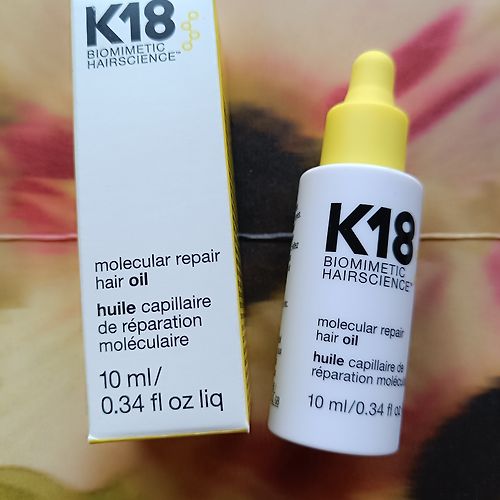 K18
BIOMIMETIC
HAIRSCIENCE™
molecular repair
hair oil
huile capillaire
de réparation
moléculaire
10 ml/
0.34 fl oz liq
K18
BIOMIMETIC
HAIRSCIENCE™
molecular repair
hair oil
huile capillaire de
réparation molécu
10 ml/0.34 fl oz